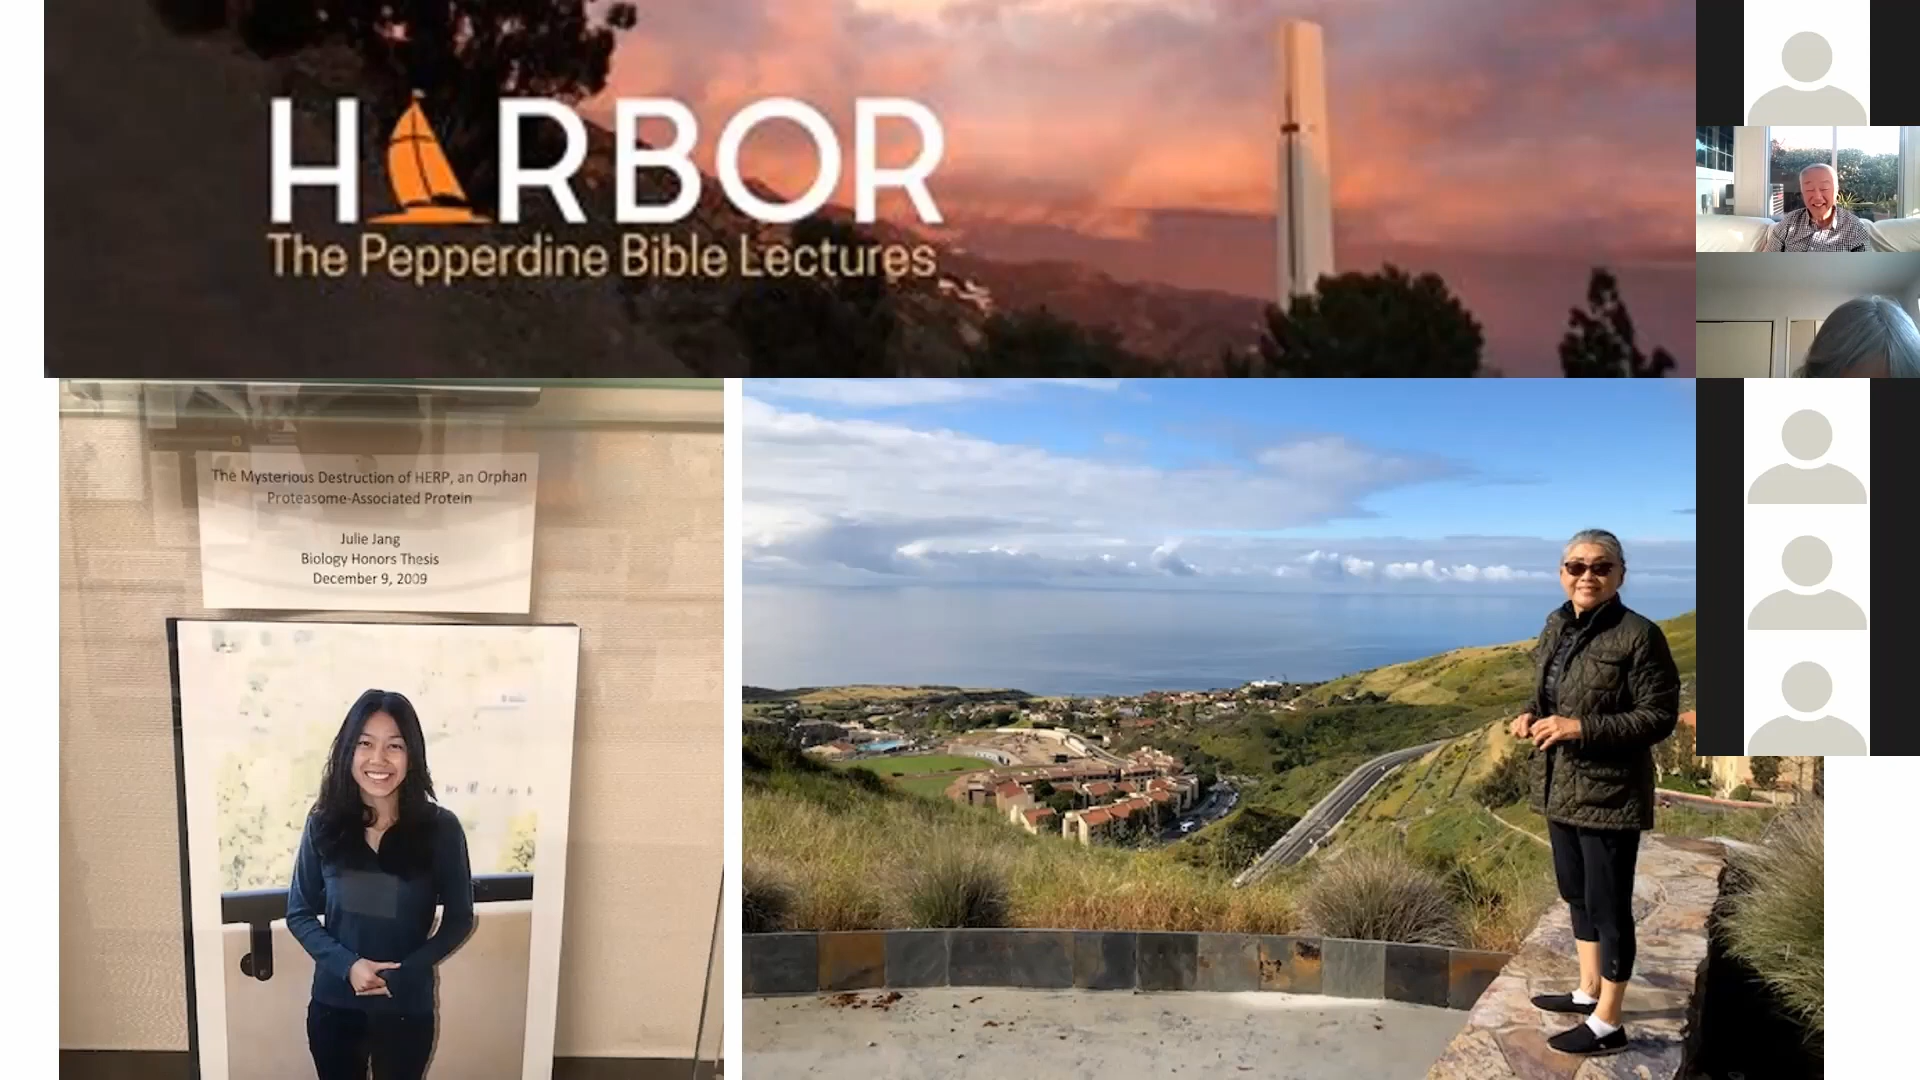 HARBOR
The Pepperdine Bible Lectures
The Mysterious Destruction of HERP, an Orphan
Proteasome-Associated Protein
Julie Jang
Biology Honors Thesis
December 9, 2009